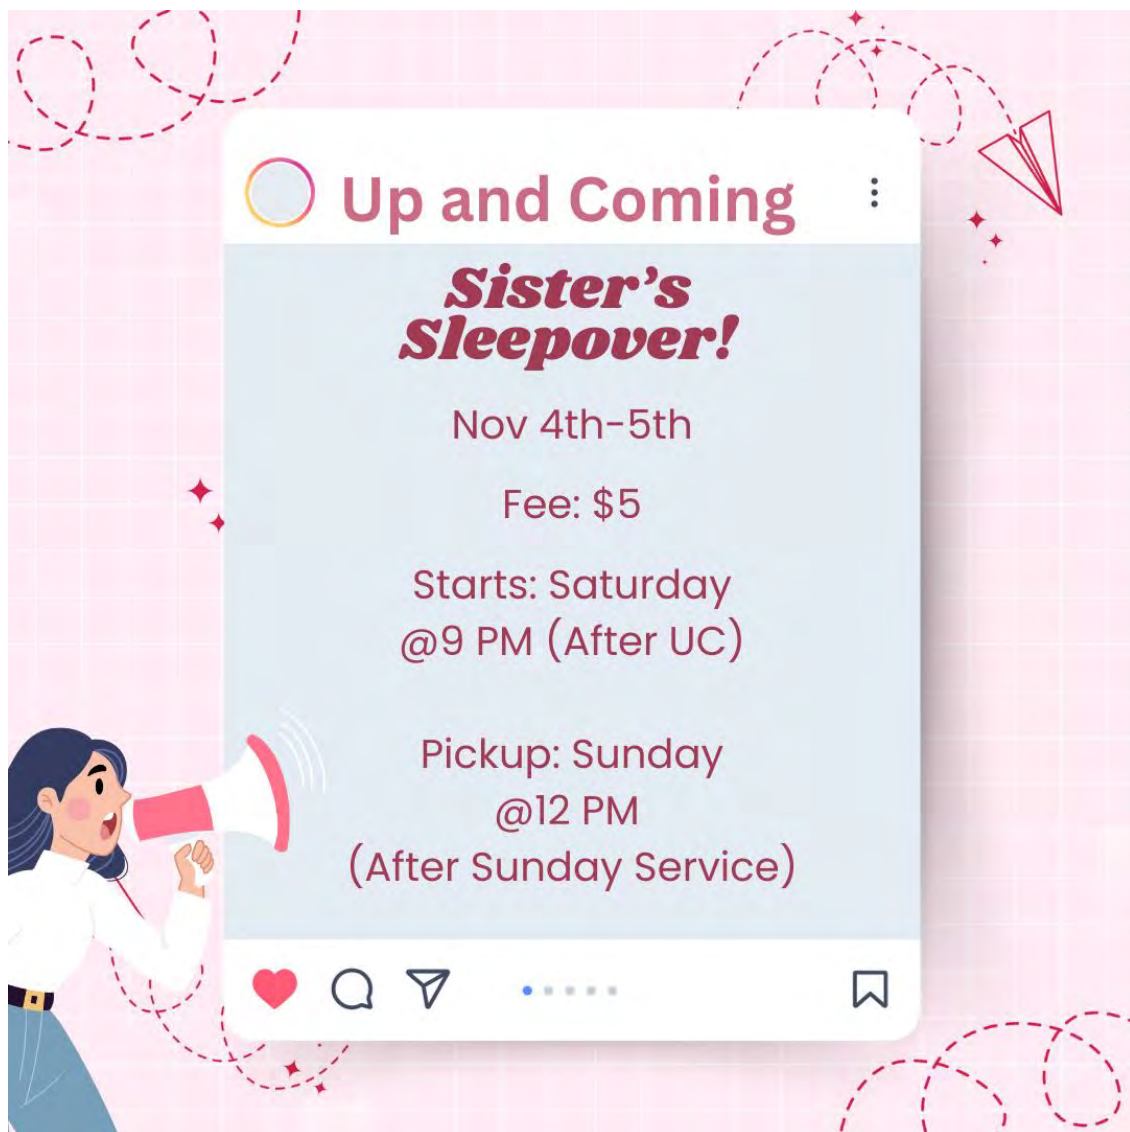 Up and Coming
Sister’s
Sleepover!
Nov 4th-5th
Fee: $5
Starts: Saturday
@9 PM (After UC)
Pickup: Sunday
@12 PM
(After Sunday Service)